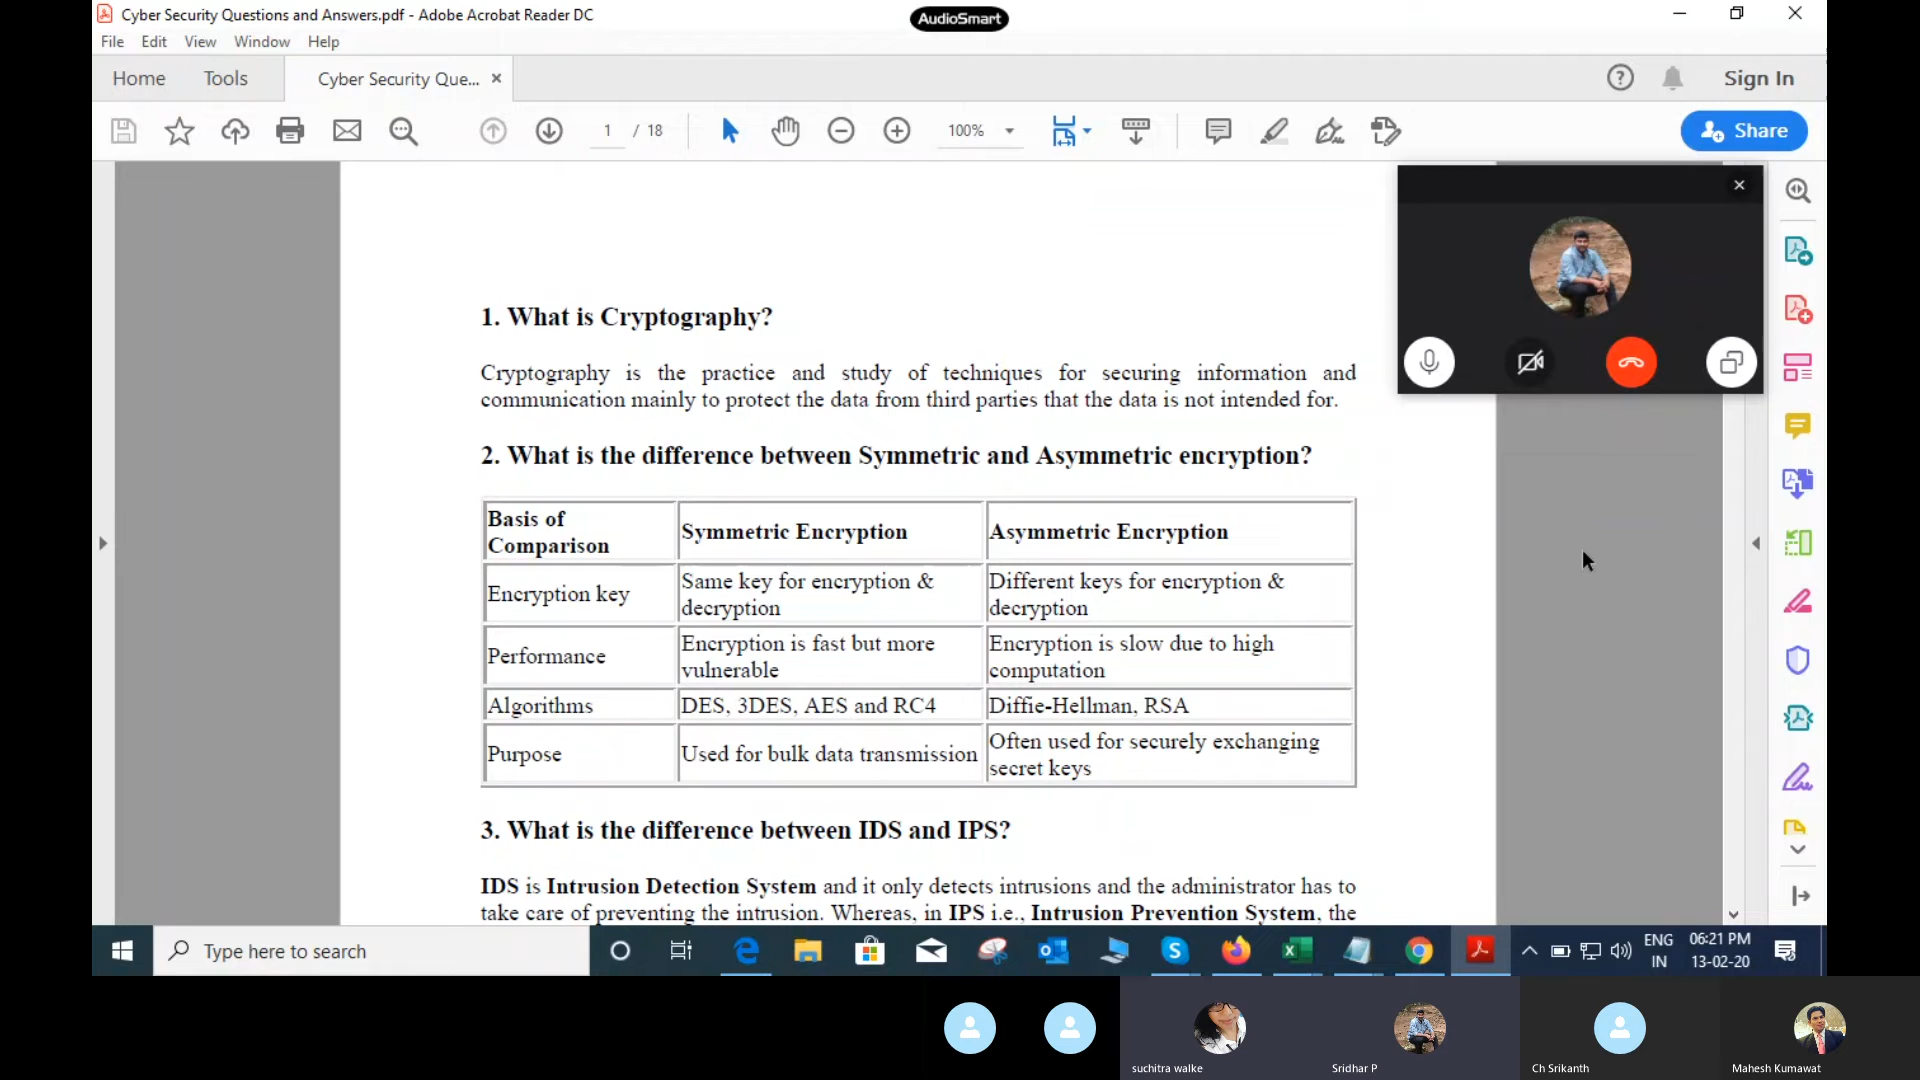 Cyber Security Questions and Answers.pdf - Adobe Acrobat Reader DC
AudioSmart
File Edit View Window Help
Home Tools Cyber Security Que... ×
Sign In
1 / 18
100%
Share
1. What is Cryptography?
Cryptography is the practice and study of techniques for securing information and
communication mainly to protect the data from third parties that the data is not intended for.
2. What is the difference between Symmetric and Asymmetric encryption?
Basis of
Comparison
Symmetric Encryption
Asymmetric Encryption
Encryption key
Same key for encryption &
decryption
Different keys for encryption &
decryption
Performance
Encryption is fast but more
vulnerable
Encryption is slow due to high
computation
Algorithms
DES, 3DES, AES and RC4
Diffie-Hellman, RSA
Purpose
Used for bulk data transmission
Often used for securely exchanging
secret keys
3. What is the difference between IDS and IPS?
IDS is Intrusion Detection System and it only detects intrusions and the administrator has to
take care of preventing the intrusion. Whereas, in IPS i.e., Intrusion Prevention System, the
Type here to search
ENG
IN
06:21 PM
13-02-20
suchitra walke
Sridhar P
Ch Srikanth
Mahesh Kumawat